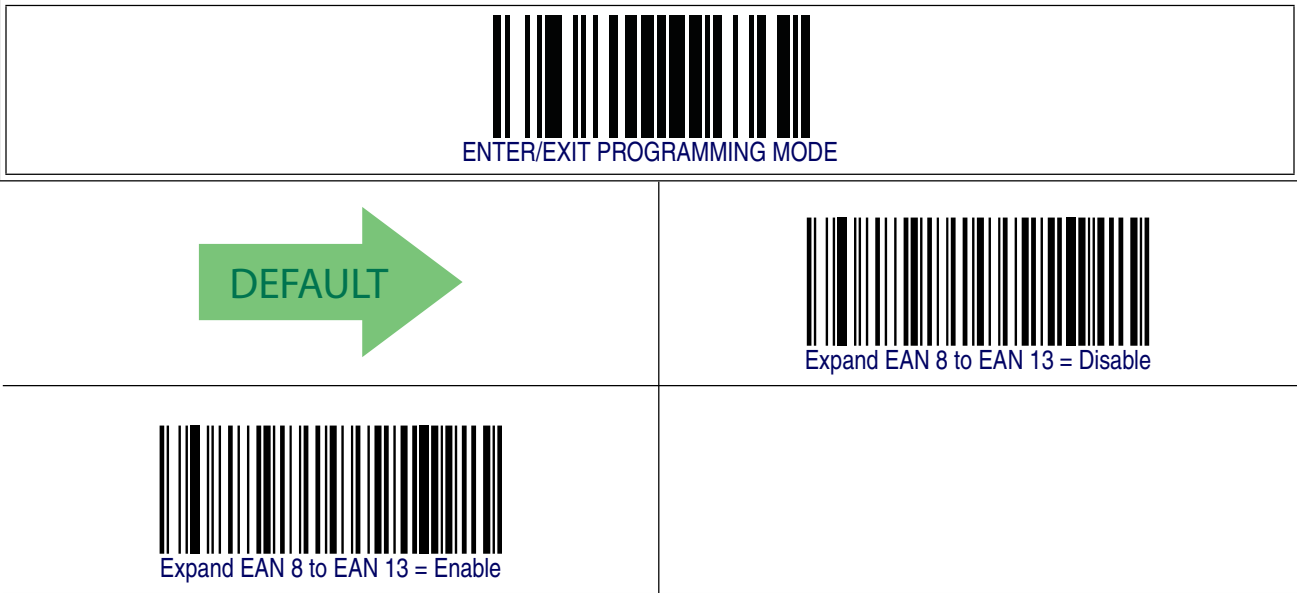 ENTER/EXIT PROGRAMMING MODE
DEFAULT
Expand EAN 8 to EAN 13 = Disable
Expand EAN 8 to EAN 13 = Enable